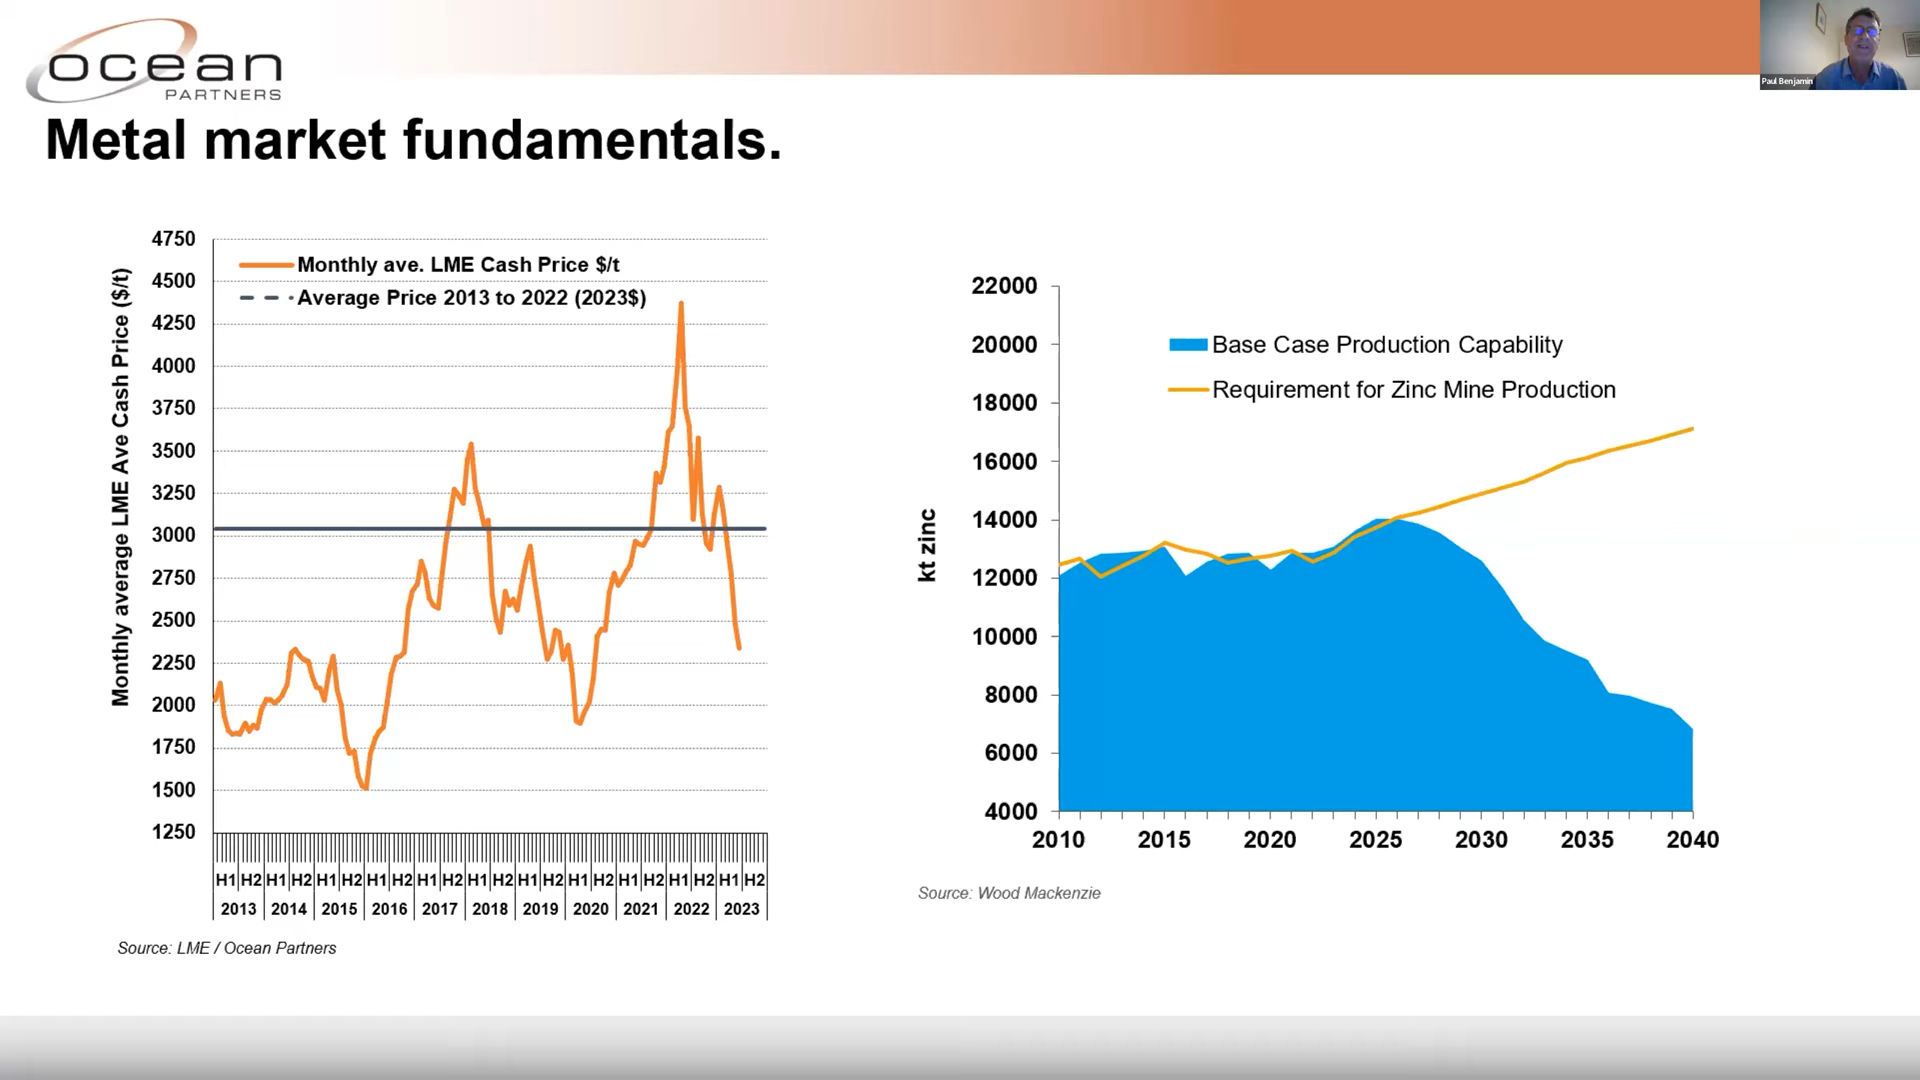 ocean
PARTNERS
Paul Benjamin
Metal market fundamentals.
Monthly average LME Ave Cash Price ($/t)
4750
4500
4250
4000
3750
3500
3250
3000
2750
2500
2250
2000
1750
1500
1250
Monthly ave. LME Cash Price $/t
Average Price 2013 to 2022 (2023$)
H1 H2 H1 H2 H1 H2 H1 H2 H1 H2 H1 H2 H1 H2 H1 H2 H1 H2 H1 H2 H1 H2
2013 2014 2015 2016 2017 2018 2019 2020 2021 2022 2023
Source: LME / Ocean Partners
kt zinc
22000
20000
18000
16000
14000
12000
10000
8000
6000
4000
Base Case Production Capability
Requirement for Zinc Mine Production
2010 2015 2020 2025 2030 2035 2040
Source: Wood Mackenzie